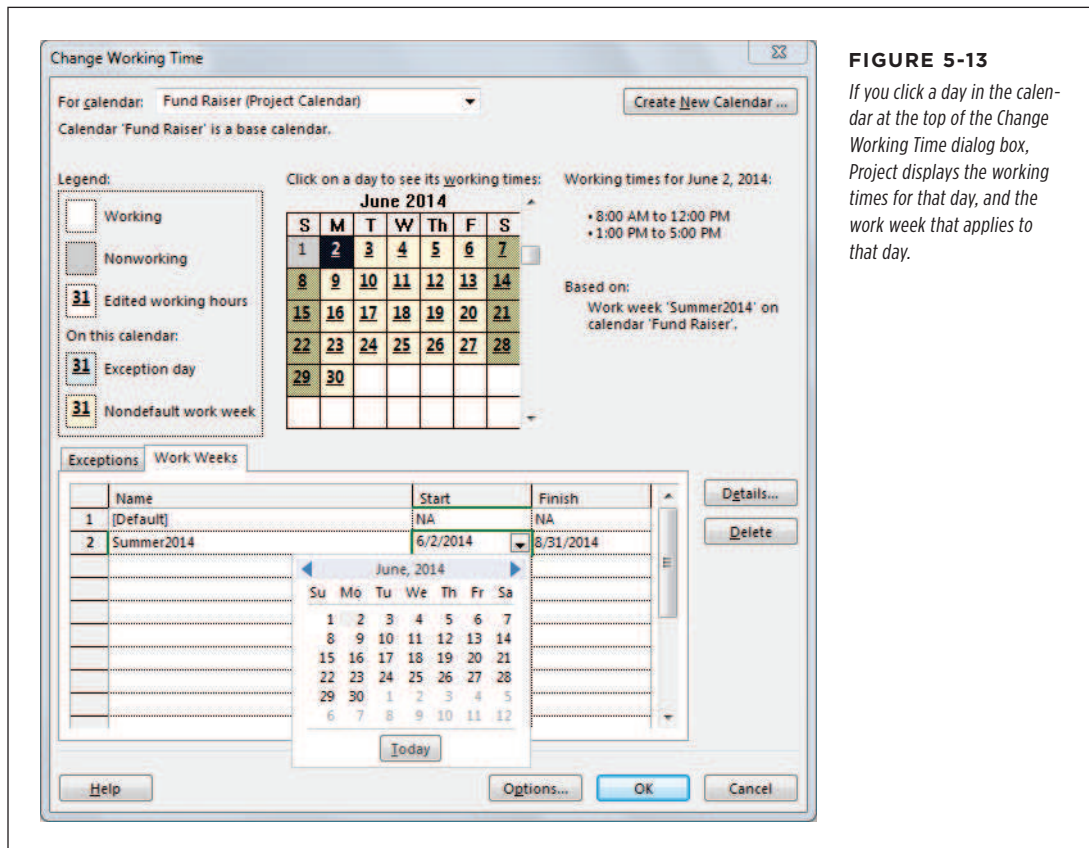 Change Working Time
For calendar: Fund Raiser (Project Calendar)
Create New Calendar ...
Calendar 'Fund Raiser' is a base calendar.
Legend:
Working
Nonworking
31 Edited working hours
On this calendar:
31 Exception day
31 Nondefault work week
Click on a day to see its working times:
June 2014
S M T W Th F S
1 2 3 4 5 6 7
8 9 10 11 12 13 14
15 16 17 18 19 20 21
22 23 24 25 26 27 28
29 30
Working times for June 2, 2014:
• 8:00 AM to 12:00 PM
• 1:00 PM to 5:00 PM
Based on:
Work week 'Summer2014' on
calendar 'Fund Raiser'.
Exceptions Work Weeks
Name Start Finish
1 [Default] NA NA
2 Summer2014 6/2/2014 8/31/2014
June, 2014
Su Mo Tu We Th Fr Sa
1 2 3 4 5 6 7
8 9 10 11 12 13 14
15 16 17 18 19 20 21
22 23 24 25 26 27 28
29 30 1 2 3 4 5
6 7 8 9 10 11 12
Today
Details...
Delete
Help
Options...
OK
Cancel
FIGURE 5-13
If you click a day in the calen-
dar at the top of the Change
Working Time dialog box,
Project displays the working
times for that day, and the
work week that applies to
that day.